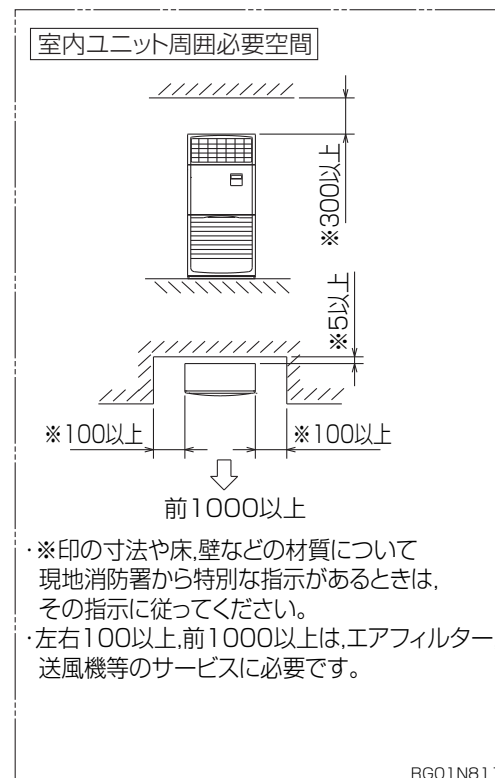 室内ユニット周囲必要空間
※300以上
※5以上
※100以上
※100以上
前1000以上
・※印の寸法や床,壁などの材質について
現地消防署から特別な指示があるときは,
その指示に従ってください。
・左右100以上,前1000以上は,エアフィルター
送風機等のサービスに必要です。